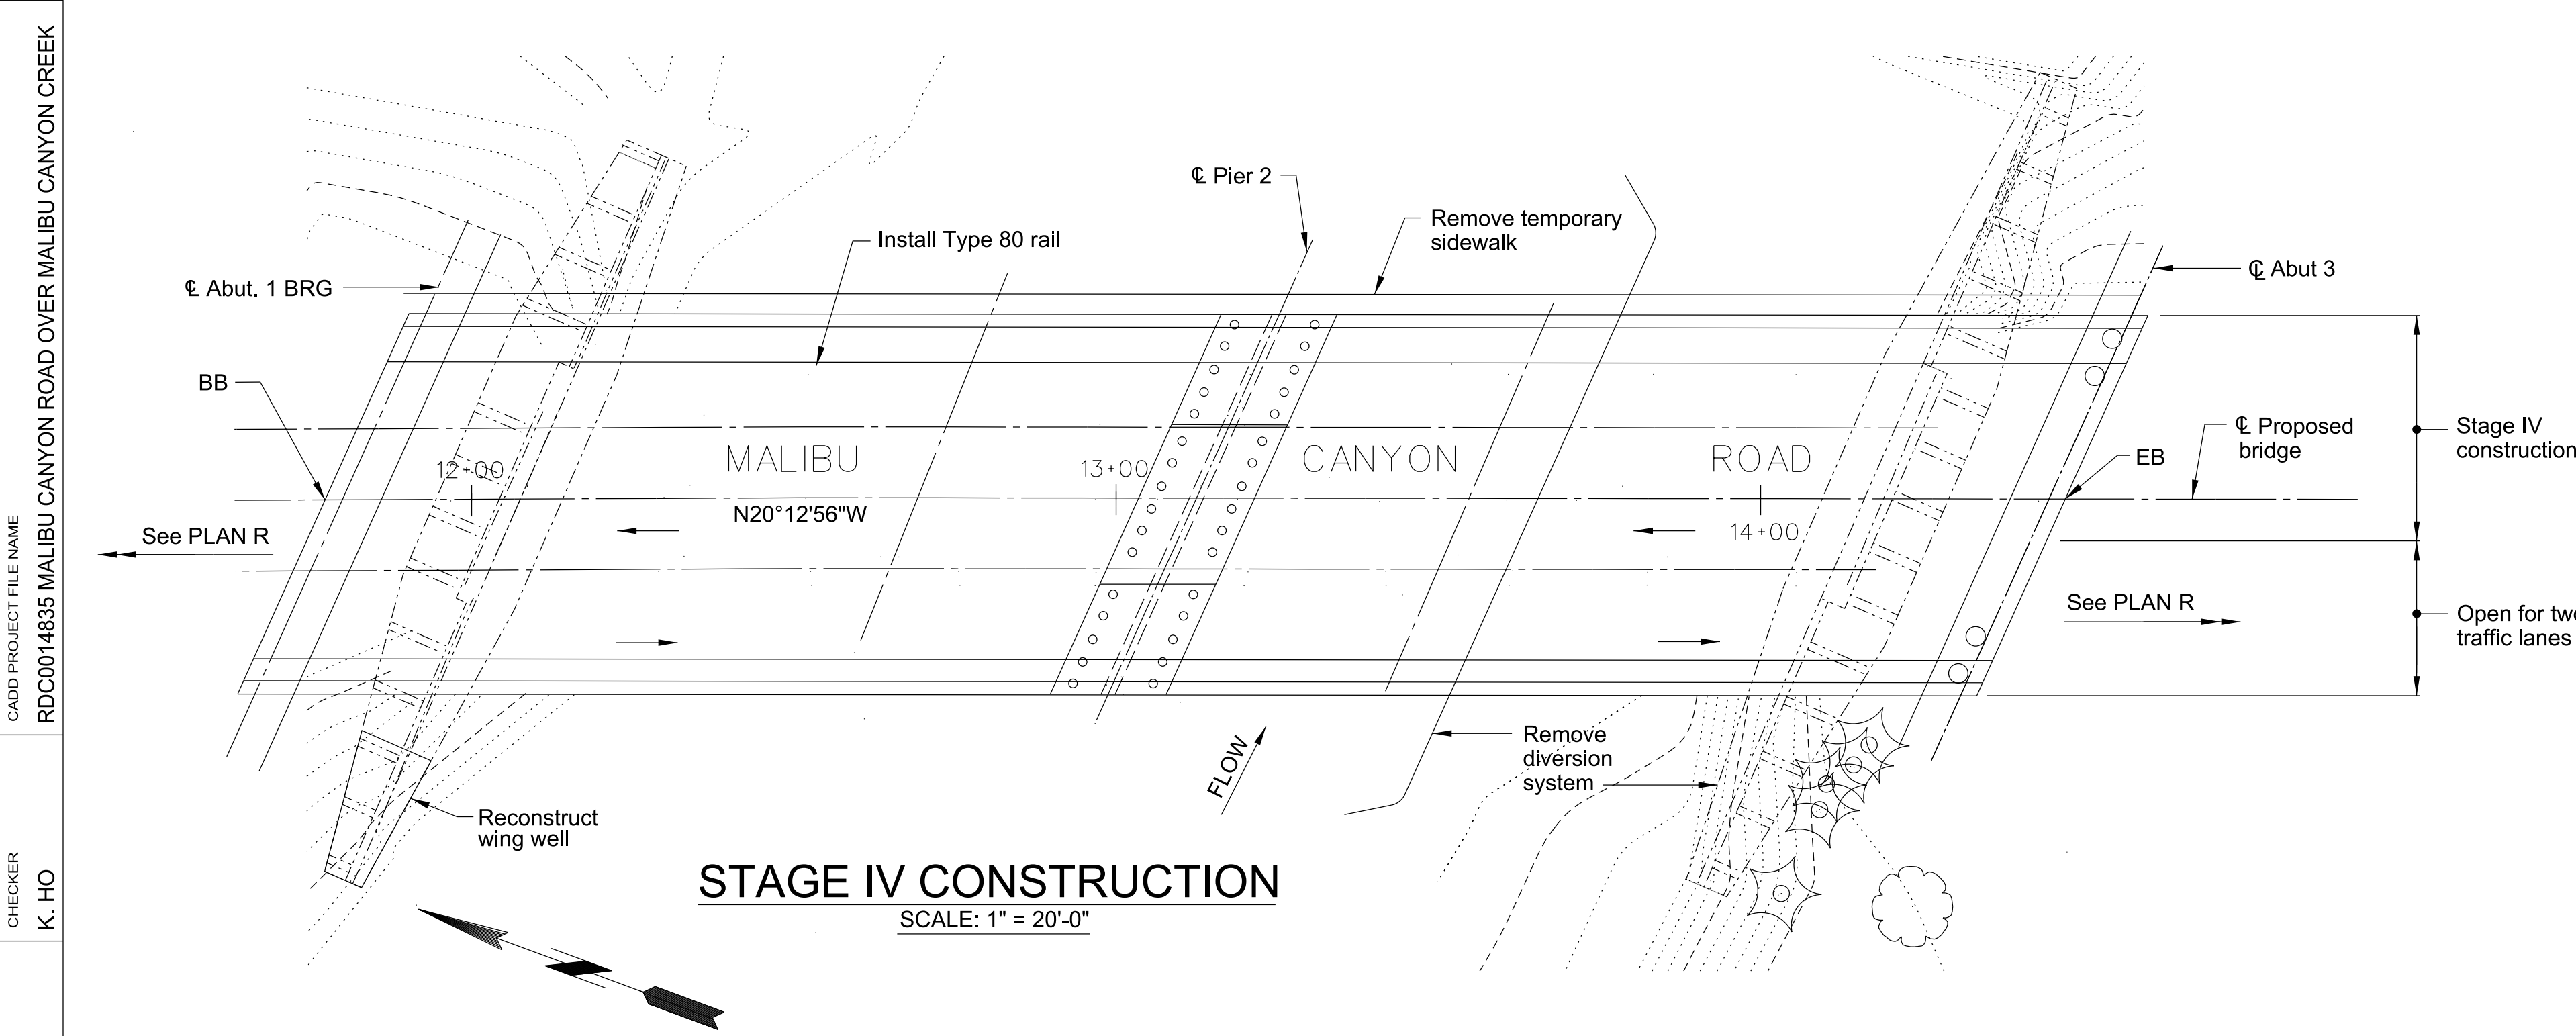 CADD PROJECT FILE NAME
RDC0014835 MALIBU CANYON ROAD OVER MALIBU CANYON CREEK
CHECKER
K. HO
℄ Abut. 1 BRG
BB
See PLAN R
Install Type 80 rail
℄ Pier 2
Remove temporary
sidewalk
℄ Abut 3
℄ Proposed
bridge
EB
Stage IV
construction
See PLAN R
Open for two
traffic lanes
MALIBU CANYON ROAD
12+00
13+00
14+00
N20°12'56"W
FLOW
Remove
diversion
system
Reconstruct
wing well
STAGE IV CONSTRUCTION
SCALE: 1" = 20'-0"